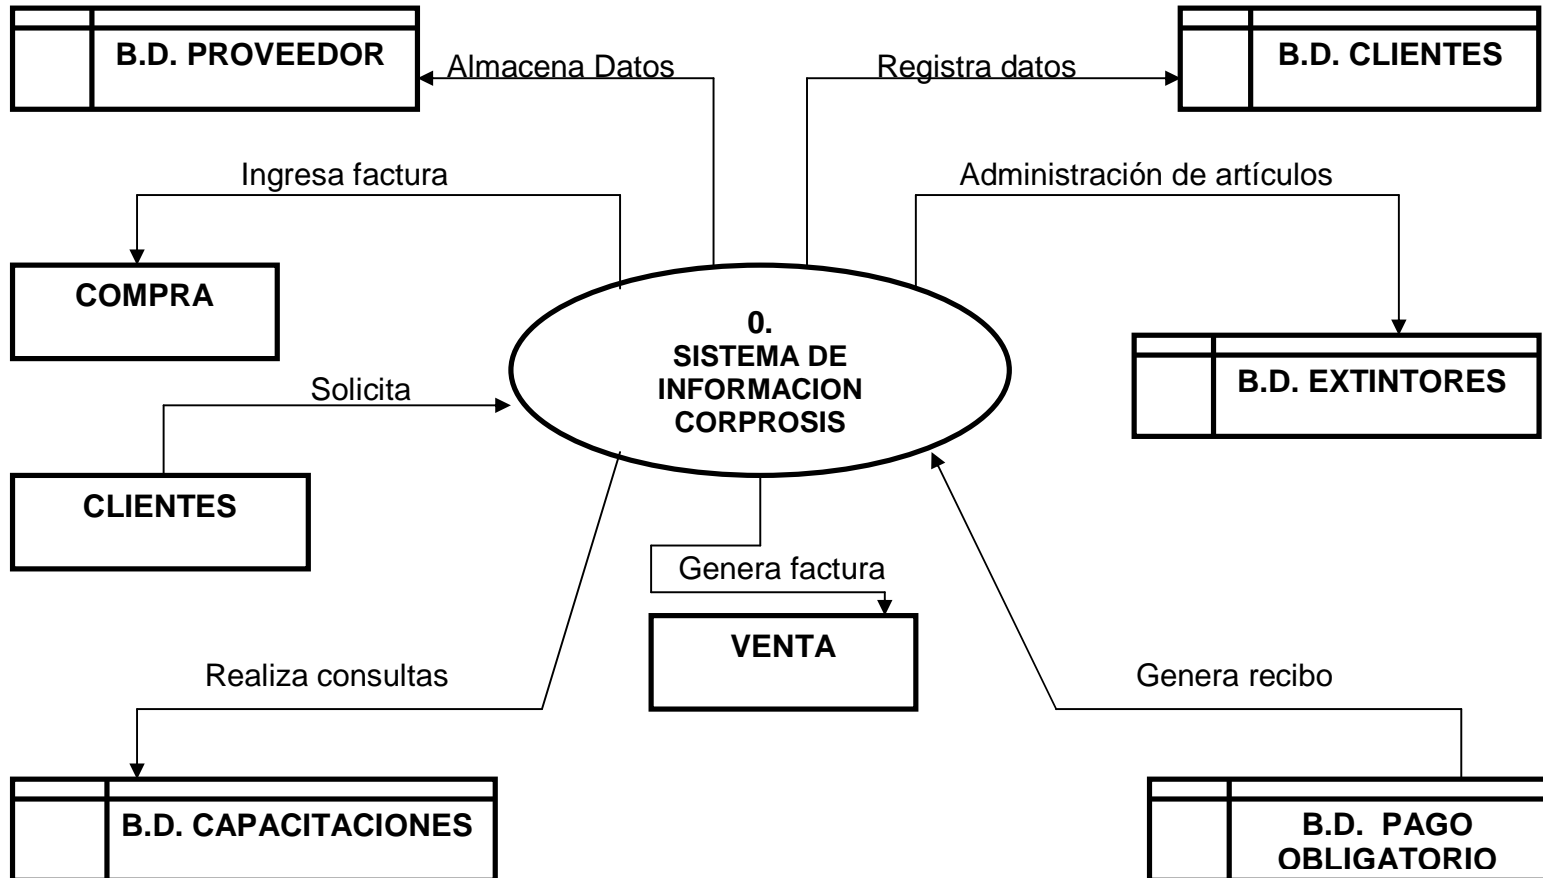 B.D. PROVEEDOR
Almacena Datos
Registra datos
B.D. CLIENTES
Ingresa factura
Administración de artículos
COMPRA
0.
SISTEMA DE
INFORMACION
CORPROSIS
B.D. EXTINTORES
Solicita
CLIENTES
Genera factura
VENTA
Realiza consultas
Genera recibo
B.D. CAPACITACIONES
B.D. PAGO
OBLIGATORIO